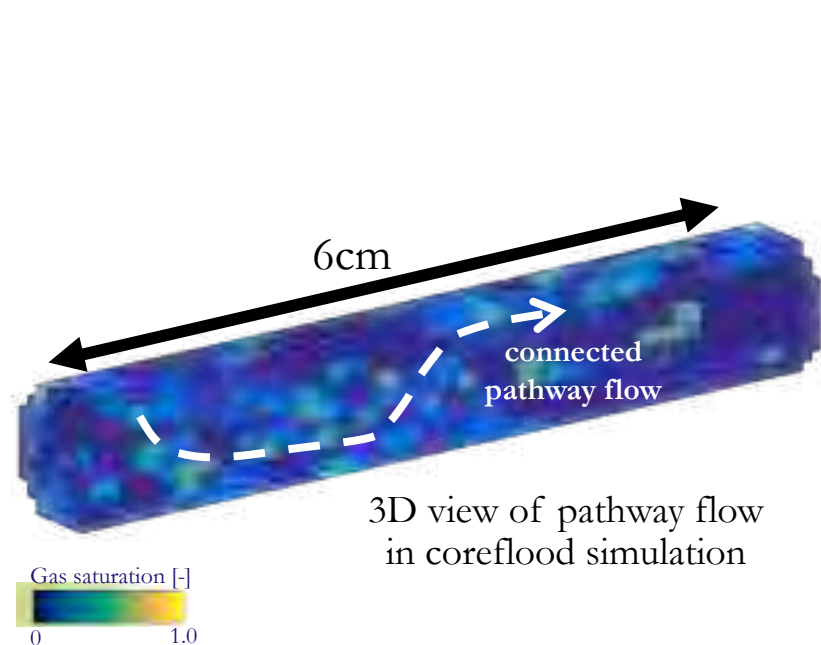 6cm
connected
pathway flow
3D view of pathway flow
in coreflood simulation
Gas saturation [-]
0 1.0